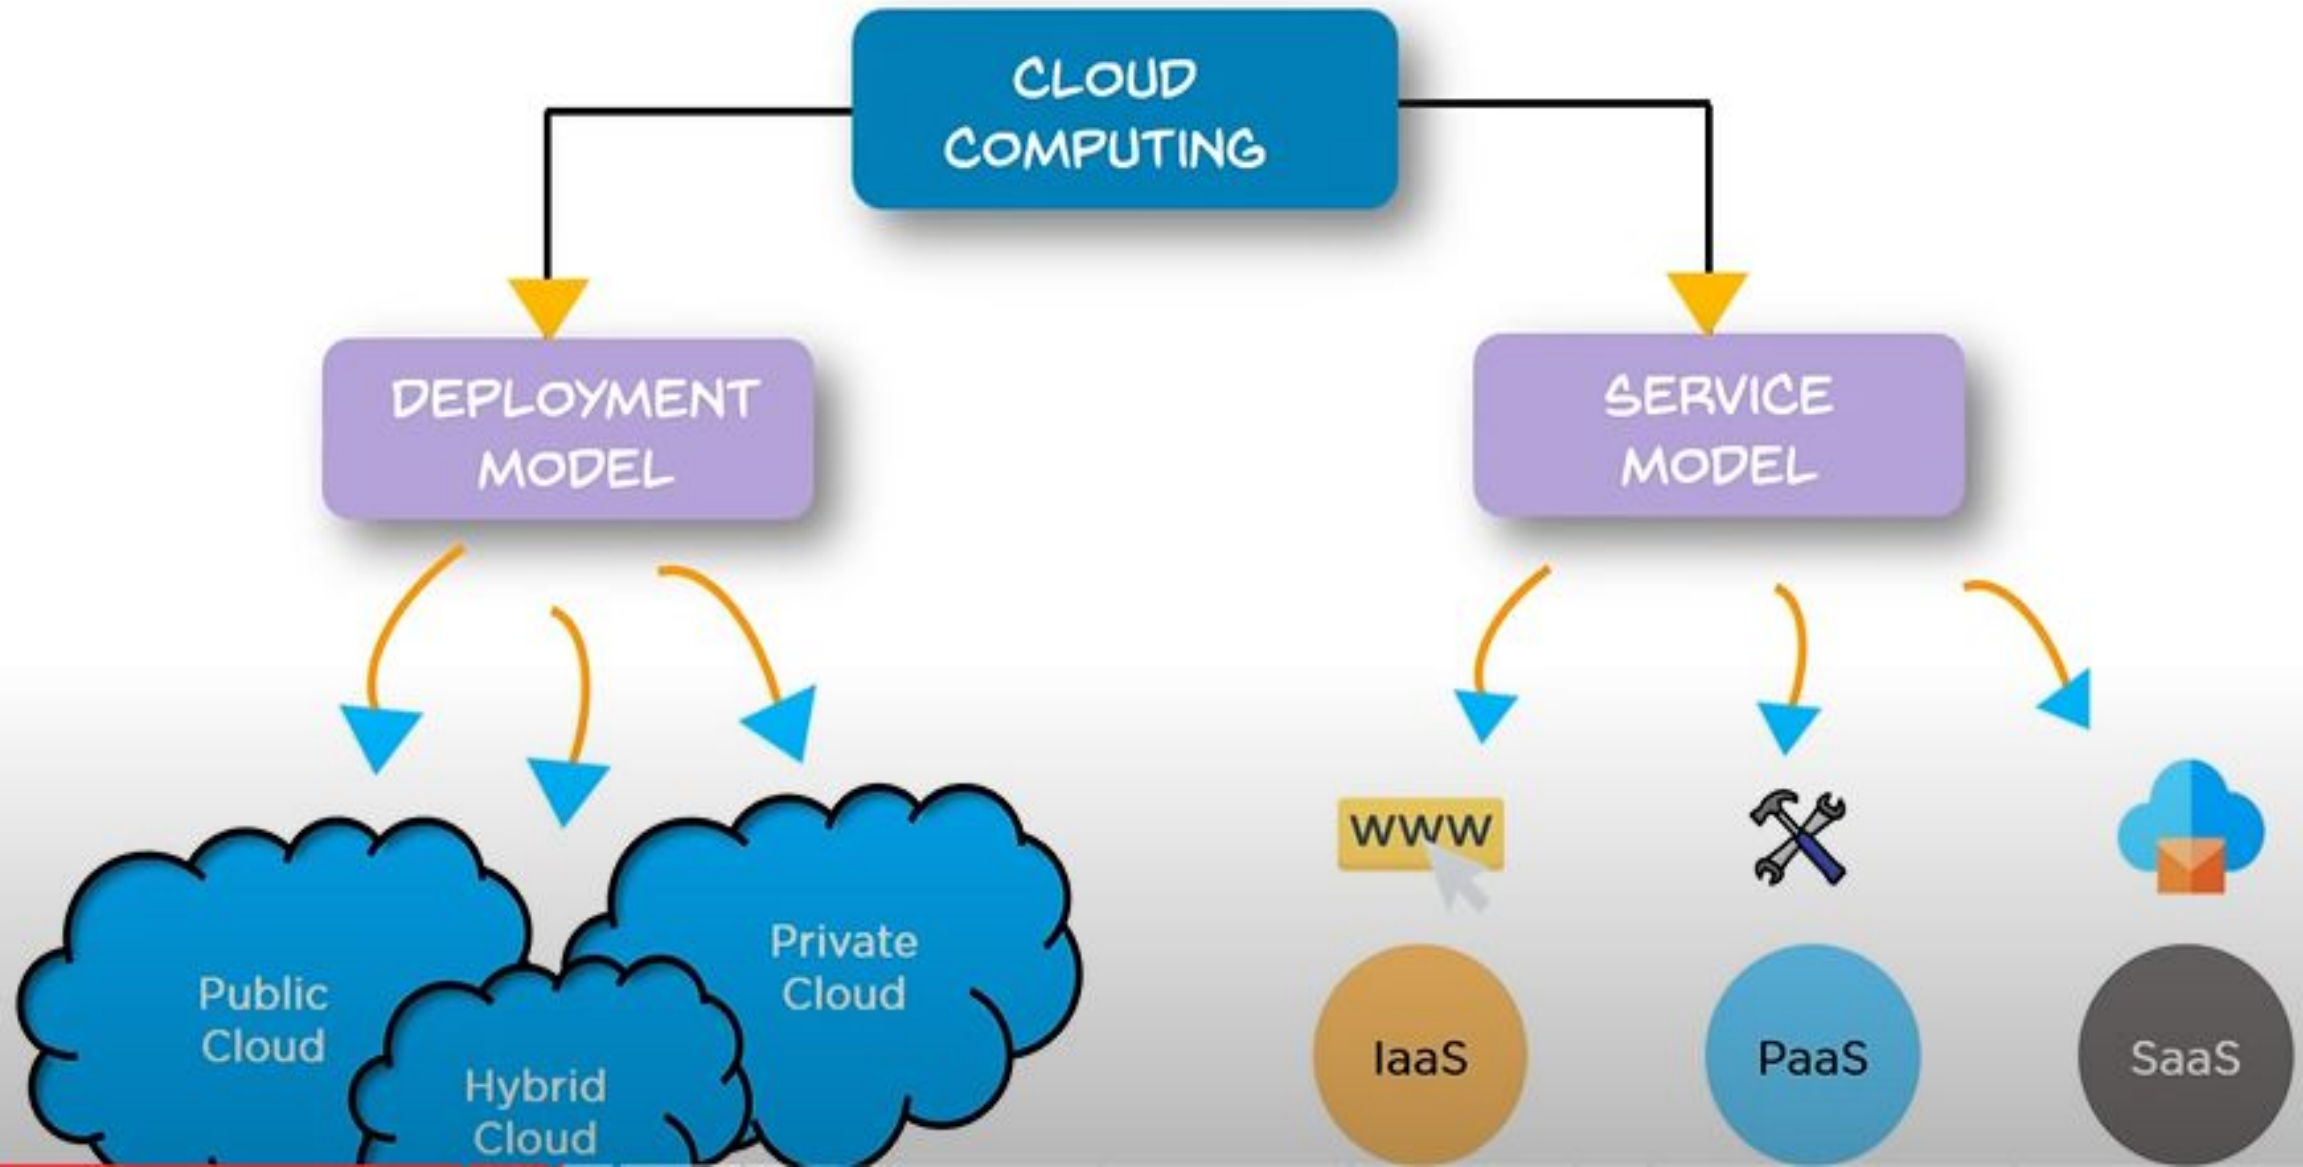 CLOUD
COMPUTING
DEPLOYMENT
MODEL
SERVICE
MODEL
Public
Cloud
Hybrid
Cloud
Private
Cloud
WWW
IaaS
PaaS
SaaS